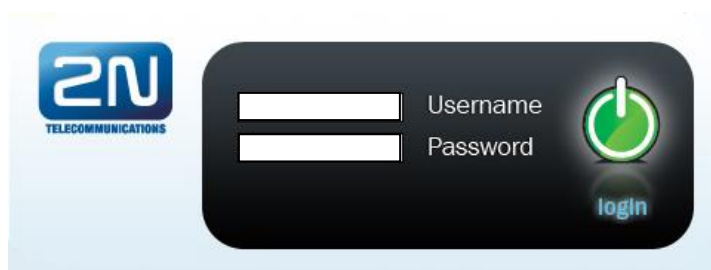 2N
TELECOMMUNICATIONS
Username
Password
login